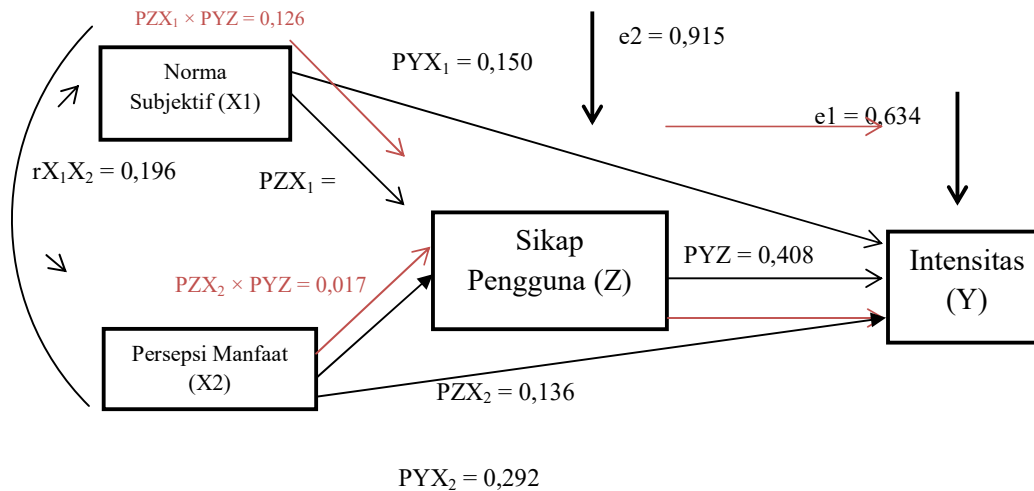 PZX₁ × PYZ = 0,126
e2 = 0,915
PYX₁ = 0,150
Norma
Subjektif (X1)
e1 = 0,634
rX₁X₂ = 0,196
PZX₁ =
Sikap
Pengguna (Z)
PYZ = 0,408
Intensitas
(Y)
PZX₂ × PYZ = 0,017
Persepsi Manfaat
(X2)
PZX₂ = 0,136
PYX₂ = 0,292